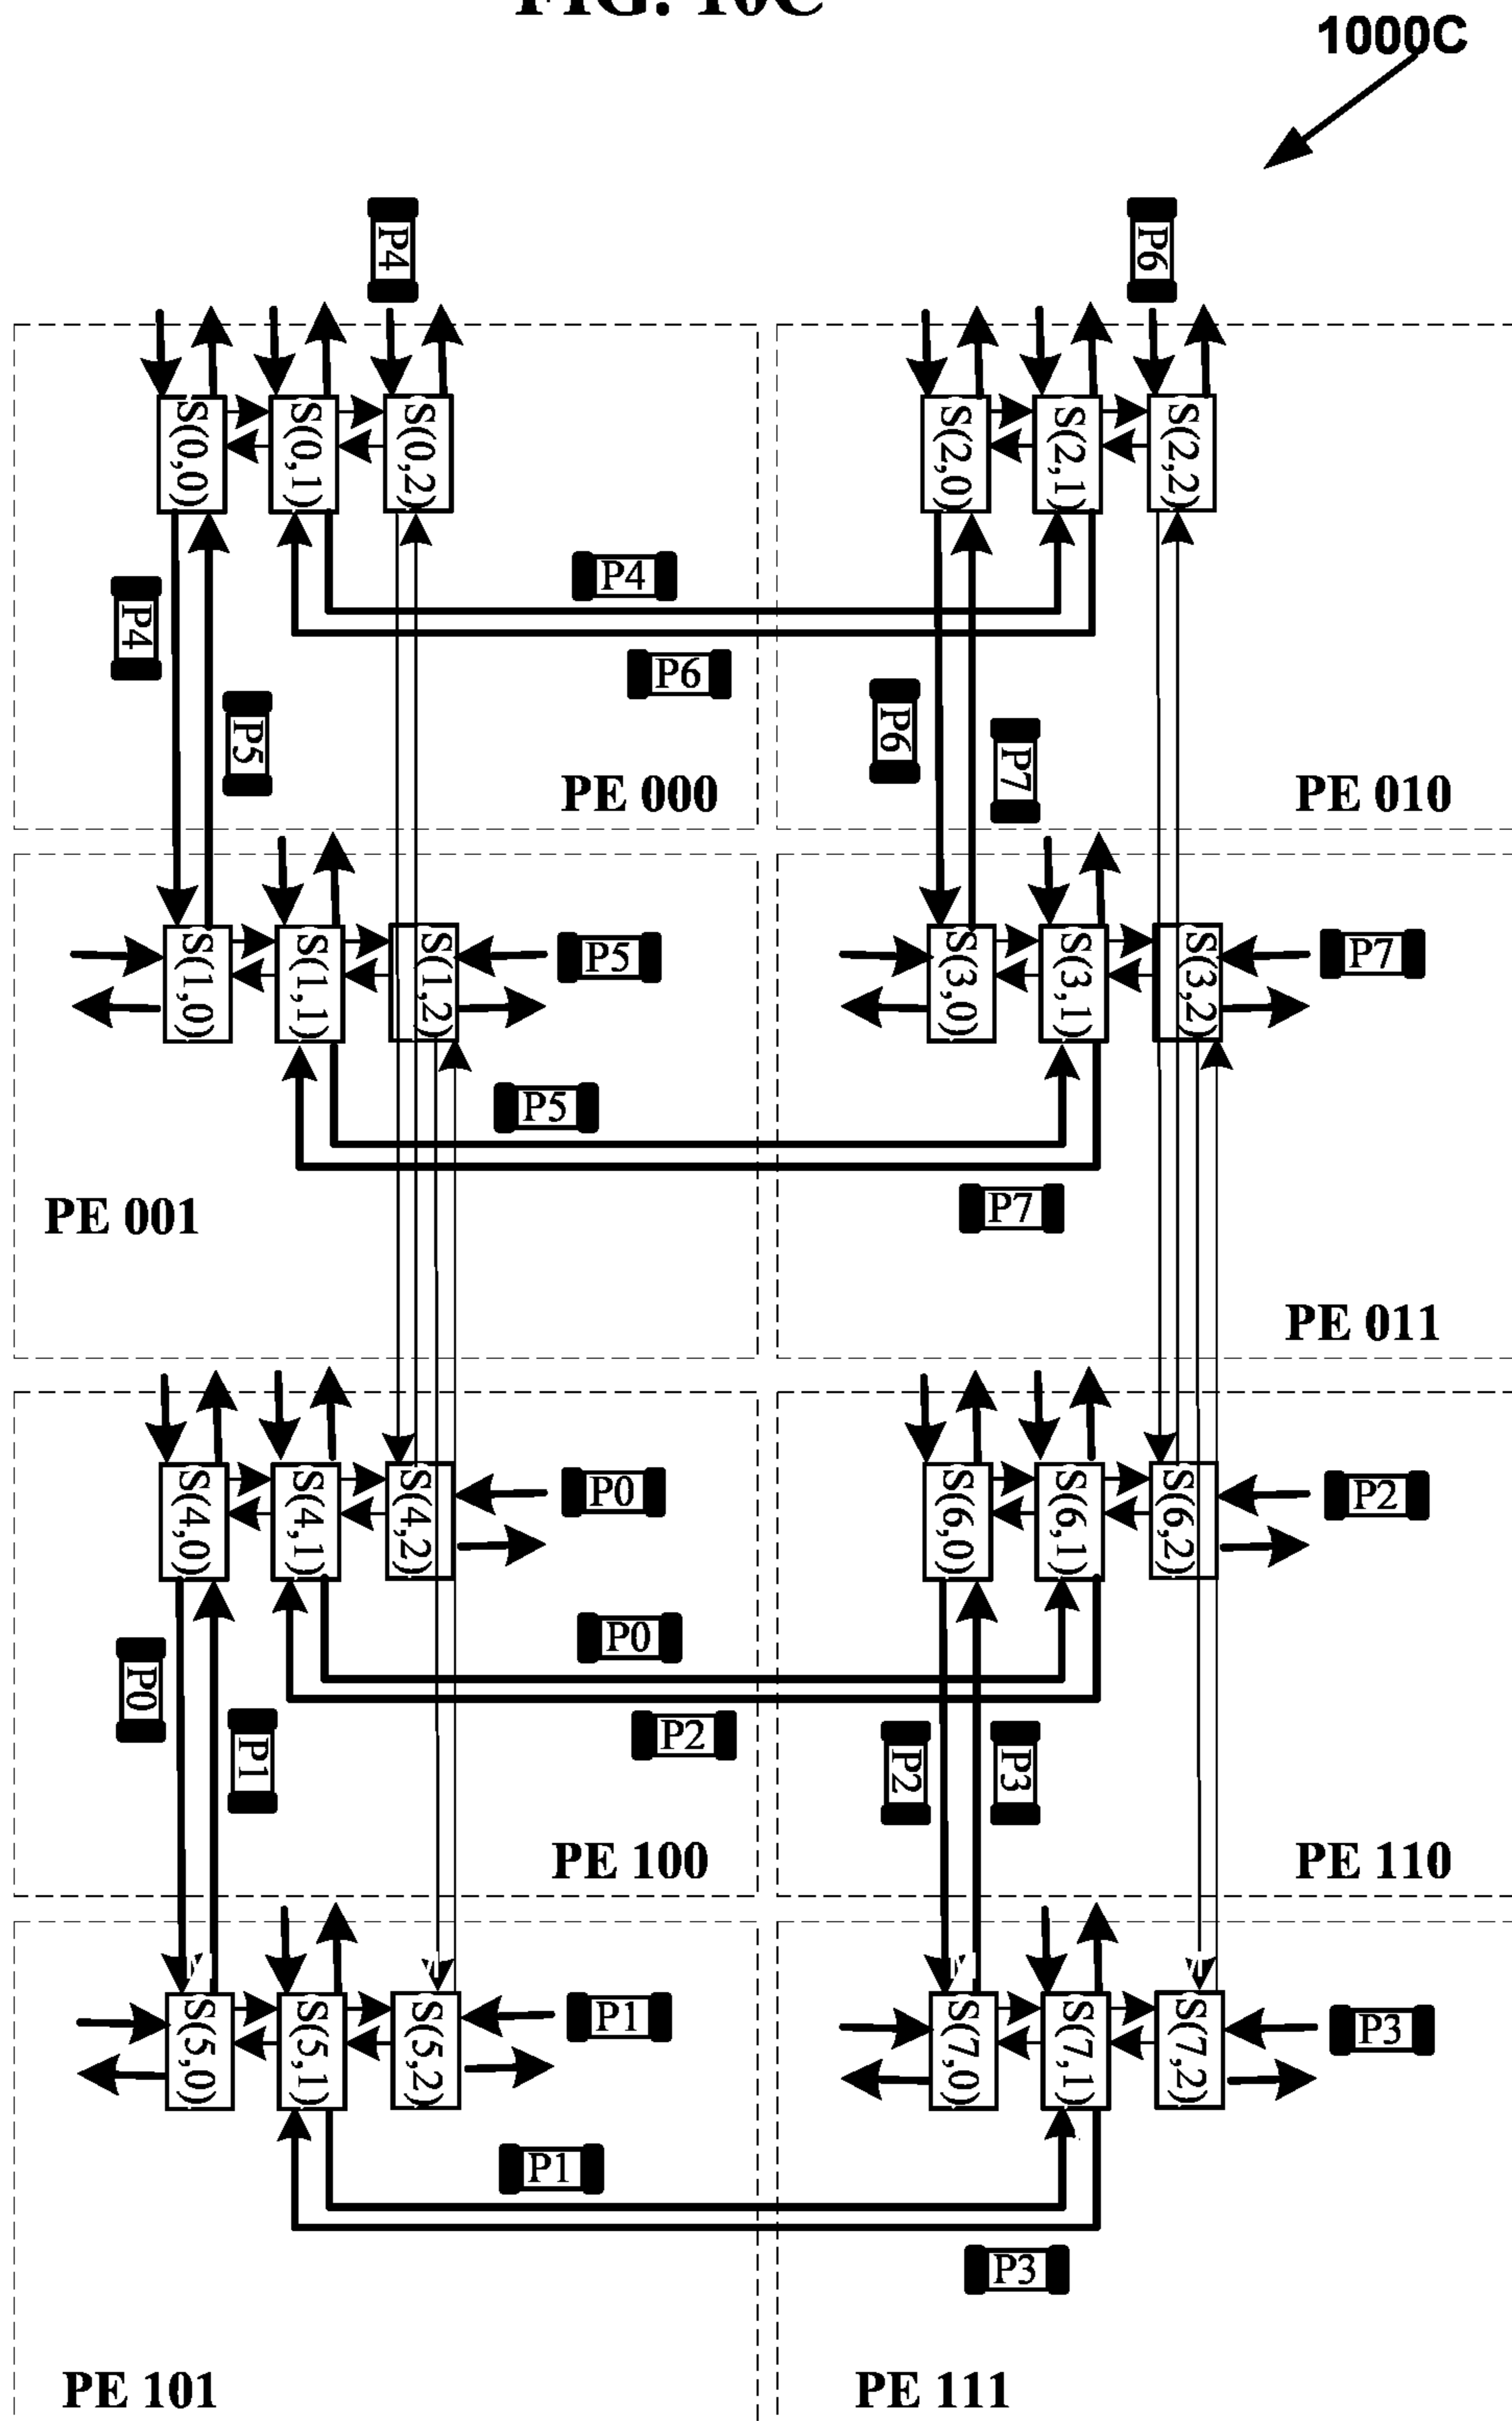 FIG. 10C
1000C
P4
P6
S(0,0)
S(0,1)
S(0,2)
S(2,0)
S(2,1)
S(2,2)
P4
P4
P6
P5
P6
P7
PE 000
PE 010
S(1,0)
S(1,1)
S(1,2)
P5
S(3,0)
S(3,1)
S(3,2)
P7
P5
P7
PE 001
PE 011
S(4,0)
S(4,1)
S(4,2)
P0
S(6,0)
S(6,1)
S(6,2)
P2
P0
P0
P2
P1
P2
P3
PE 100
PE 110
S(5,0)
S(5,1)
S(5,2)
P1
S(7,0)
S(7,1)
S(7,2)
P3
P1
P3
PE 101
PE 111